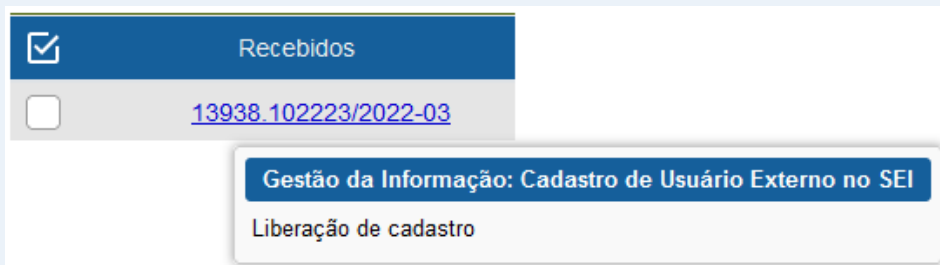 Recebidos
13938.102223/2022-03
Gestão da Informação: Cadastro de Usuário Externo no SEI
Liberação de cadastro